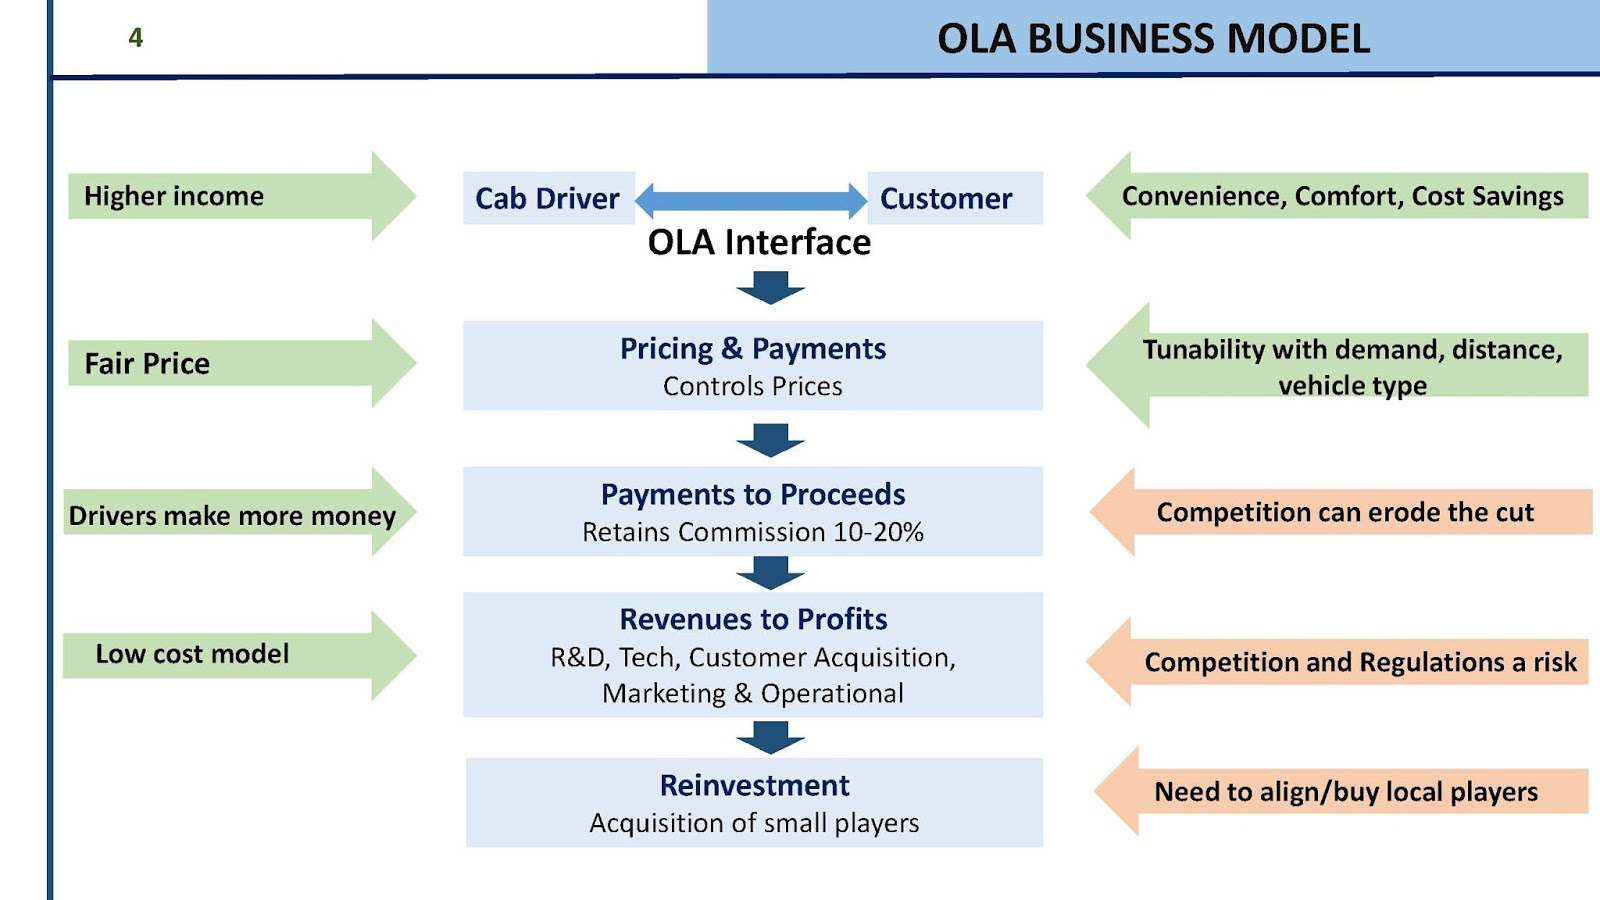 4
OLA BUSINESS MODEL
Higher income
Cab Driver
Customer
Convenience, Comfort, Cost Savings
OLA Interface
Fair Price
Pricing & Payments
Controls Prices
Tunability with demand, distance,
vehicle type
Drivers make more money
Payments to Proceeds
Retains Commission 10-20%
Competition can erode the cut
Low cost model
Revenues to Profits
R&D, Tech, Customer Acquisition,
Marketing & Operational
Competition and Regulations a risk
Reinvestment
Acquisition of small players
Need to align/buy local players